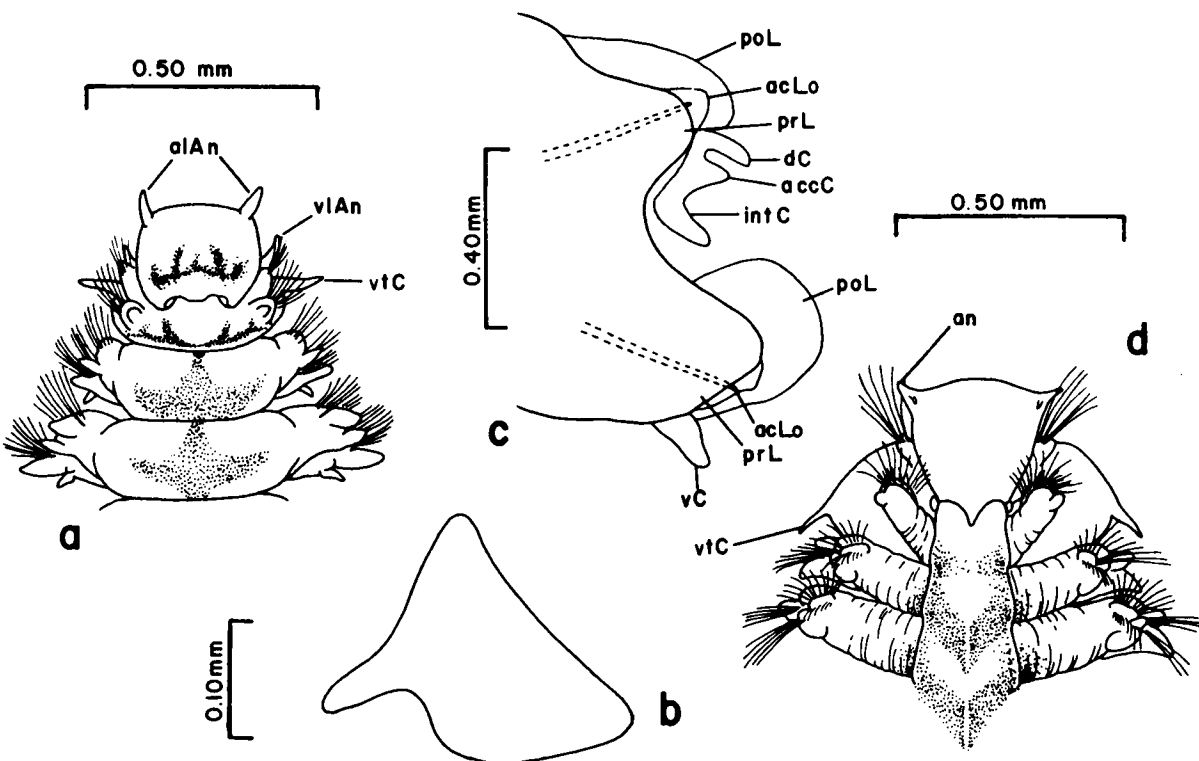 0.50 mm
alAn
vlAn
vtC
a
poL
acLo
prL
dC
accC
intC
0.40mm
poL
acLo
prL
vC
c
0.50 mm
an
d
vtC
0.10mm
b